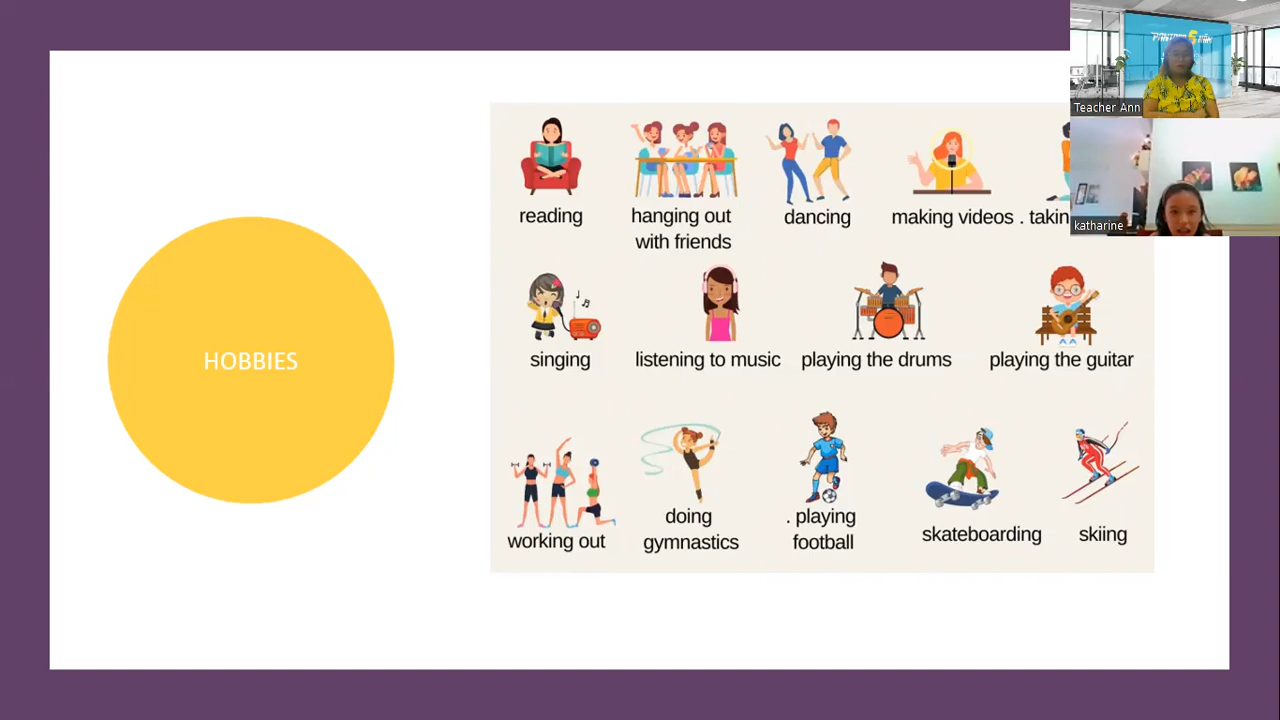 Teacher Ann
katharine
HOBBIES
reading
hanging out
with friends
dancing
making videos . takin
singing
listening to music
playing the drums
playing the guitar
working out
doing
gymnastics
. playing
football
skateboarding
skiing